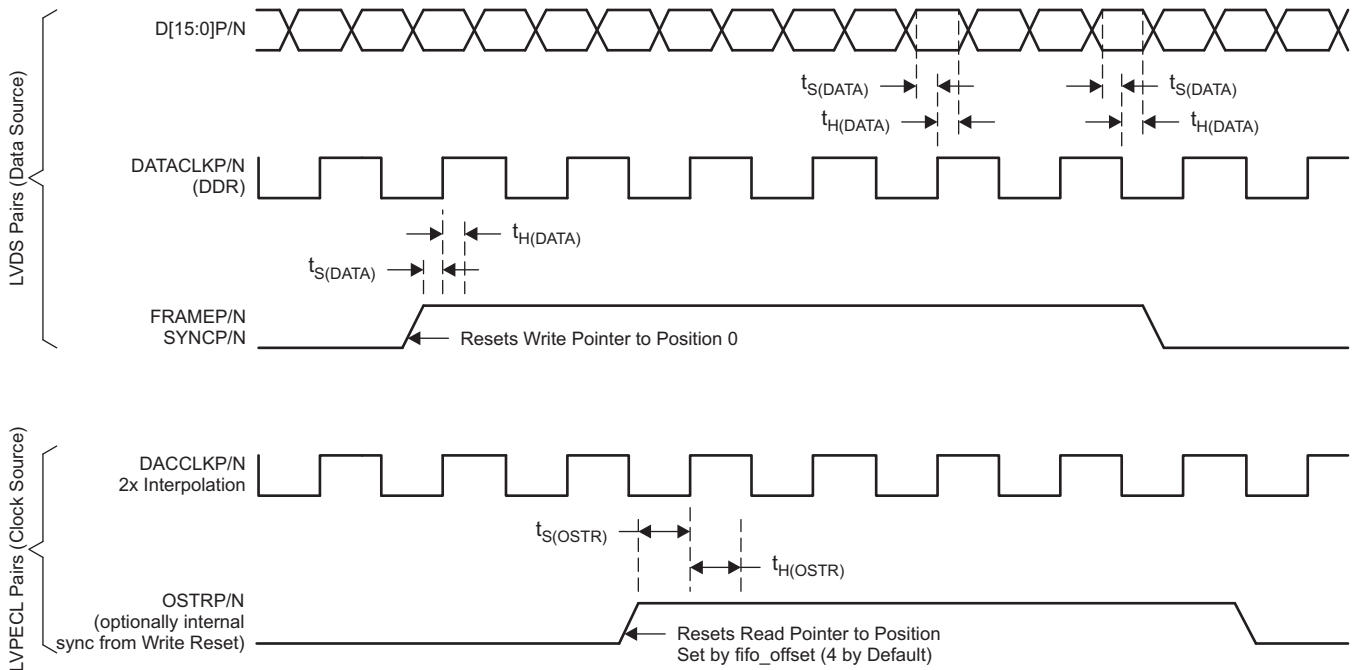 LVDS Pairs (Data Source)
D[15:0]P/N
tS(DATA)
tS(DATA)
tH(DATA)
tH(DATA)
DATACLKP/N
(DDR)
tH(DATA)
tS(DATA)
FRAMEP/N
SYNCP/N
Resets Write Pointer to Position 0
LVPECL Pairs (Clock Source)
DACCLKP/N
2x Interpolation
tS(OSTR)
tH(OSTR)
OSTRP/N
(optionally internal
sync from Write Reset)
Resets Read Pointer to Position
Set by fifo_offset (4 by Default)